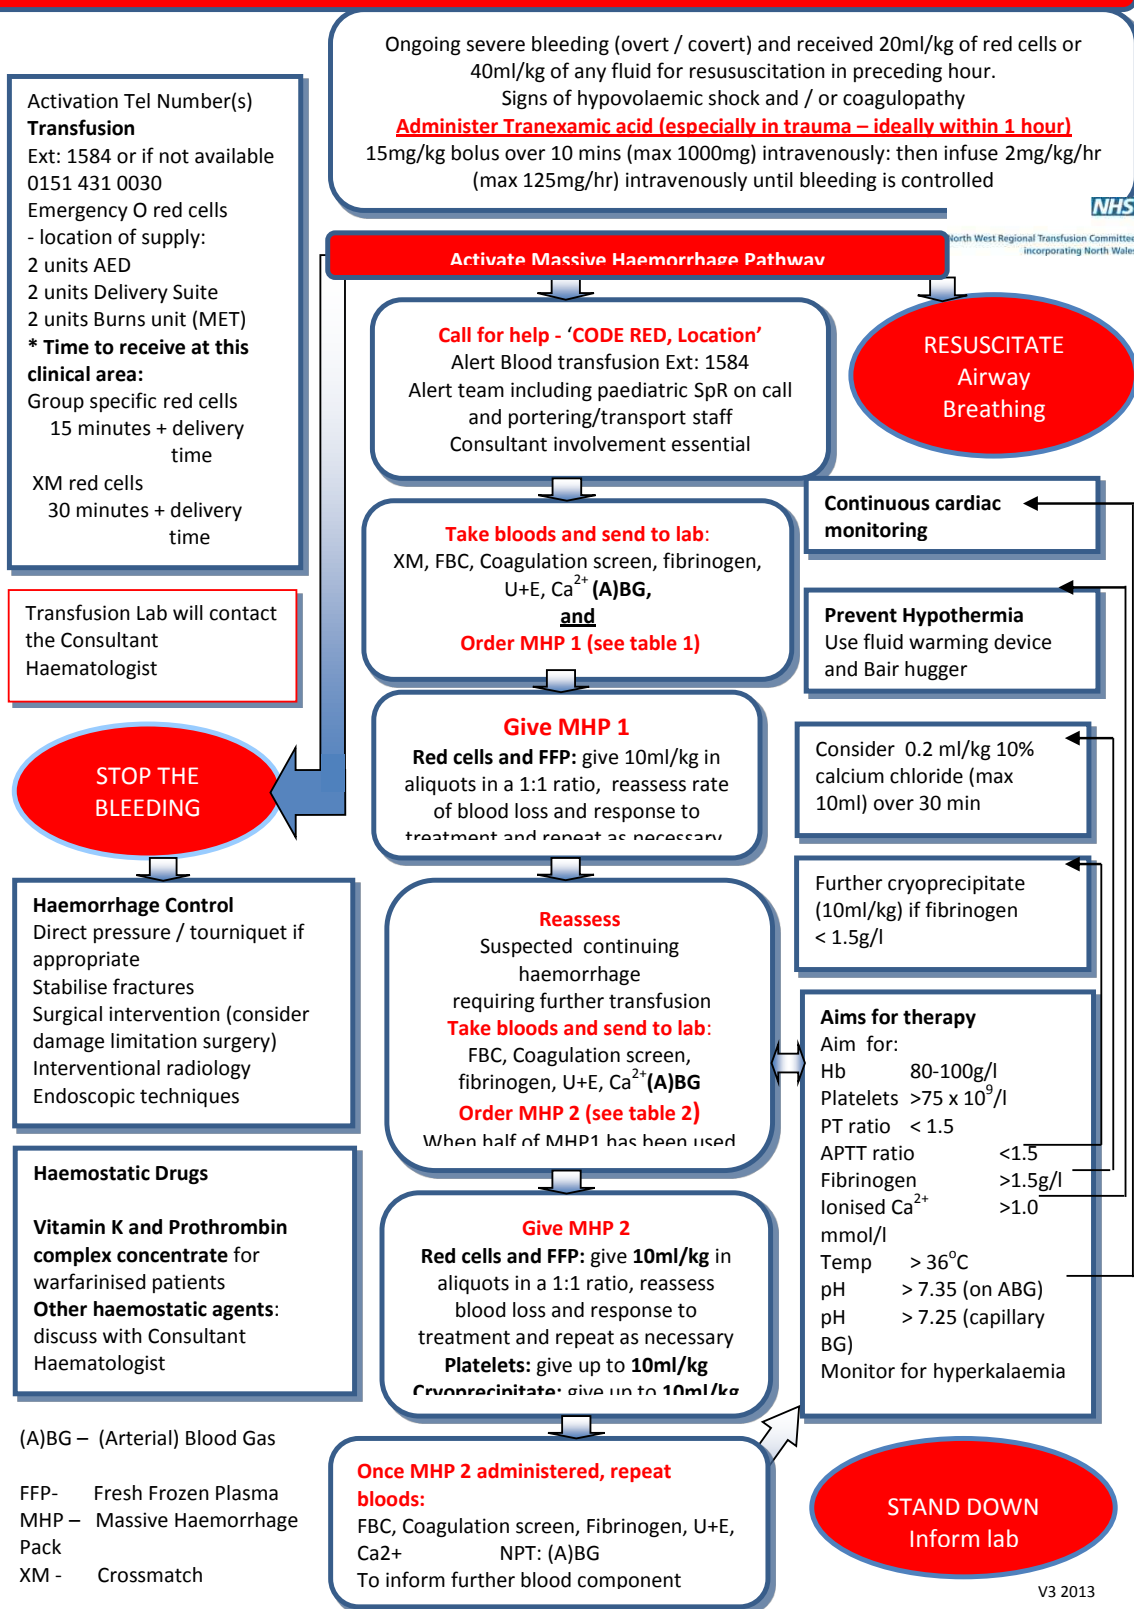 Ongoing severe bleeding (overt / covert) and received 20ml/kg of red cells or
40ml/kg of any fluid for resususcitation in preceding hour.
Signs of hypovolaemic shock and / or coagulopathy
Administer Tranexamic acid (especially in trauma – ideally within 1 hour)
15mg/kg bolus over 10 mins (max 1000mg) intravenously: then infuse 2mg/kg/hr
(max 125mg/hr) intravenously until bleeding is controlled
NHS
North West Regional Transfusion Committee
incorporating North Wales
Activation Tel Number(s)
Transfusion
Ext: 1584 or if not available
0151 431 0030
Emergency O red cells
- location of supply:
2 units AED
2 units Delivery Suite
2 units Burns unit (MET)
* Time to receive at this
clinical area:
Group specific red cells
15 minutes + delivery
time
XM red cells
30 minutes + delivery
time
Transfusion Lab will contact
the Consultant
Haematologist
Activate Massive Haemorrhage Pathway
Call for help - ‘CODE RED, Location’
Alert Blood transfusion Ext: 1584
Alert team including paediatric SpR on call
and portering/transport staff
Consultant involvement essential
RESUSCITATE
Airway
Breathing
Take bloods and send to lab:
XM, FBC, Coagulation screen, fibrinogen,
U+E, Ca2+ (A)BG,
and
Order MHP 1 (see table 1)
Continuous cardiac
monitoring
Prevent Hypothermia
Use fluid warming device
and Bair hugger
Give MHP 1
Red cells and FFP: give 10ml/kg in
aliquots in a 1:1 ratio, reassess rate
of blood loss and response to
treatment and repeat as necessary
Consider 0.2 ml/kg 10%
calcium chloride (max
10ml) over 30 min
STOP THE
BLEEDING
Further cryoprecipitate
(10ml/kg) if fibrinogen
< 1.5g/l
Haemorrhage Control
Direct pressure / tourniquet if
appropriate
Stabilise fractures
Surgical intervention (consider
damage limitation surgery)
Interventional radiology
Endoscopic techniques
Reassess
Suspected continuing
haemorrhage
requiring further transfusion
Take bloods and send to lab:
FBC, Coagulation screen,
fibrinogen, U+E, Ca2+(A)BG
Order MHP 2 (see table 2)
When half of MHP1 has been used
Aims for therapy
Aim for:
Hb 80-100g/l
Platelets >75 x 109/l
PT ratio < 1.5
APTT ratio <1.5
Fibrinogen >1.5g/l
Ionised Ca2+ >1.0
mmol/l
Temp > 36oC
pH > 7.35 (on ABG)
pH > 7.25 (capillary
BG)
Monitor for hyperkalaemia
Haemostatic Drugs
Vitamin K and Prothrombin
complex concentrate for
warfarinised patients
Other haemostatic agents:
discuss with Consultant
Haematologist
Give MHP 2
Red cells and FFP: give 10ml/kg in
aliquots in a 1:1 ratio, reassess
blood loss and response to
treatment and repeat as necessary
Platelets: give up to 10ml/kg
Cryoprecipitate: give up to 10ml/kg
(A)BG – (Arterial) Blood Gas
FFP- Fresh Frozen Plasma
MHP – Massive Haemorrhage
Pack
XM - Crossmatch
Once MHP 2 administered, repeat
bloods:
FBC, Coagulation screen, Fibrinogen, U+E,
Ca2+ NPT: (A)BG
To inform further blood component
STAND DOWN
Inform lab
V3 2013